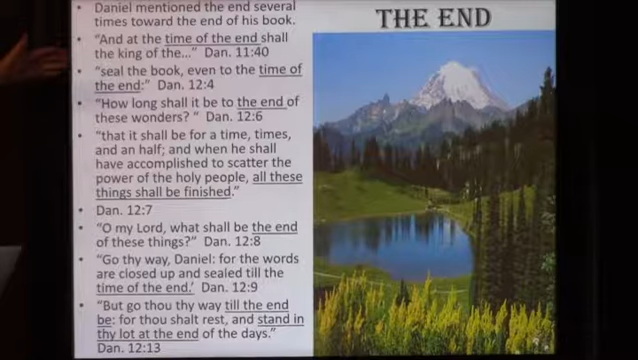 THE END
Daniel mentioned the end several
times toward the end of his book.
"And at the time of the end shall
the king of the…" Dan. 11:40
"seal the book, even to the time of
the end:" Dan. 12:4
"How long shall it be to the end of
these wonders? " Dan. 12:6
"that it shall be for a time, times,
and an half; and when he shall
have accomplished to scatter the
power of the holy people, all these
things shall be finished."
Dan. 12:7
"O my Lord, what shall be the end
of these things?" Dan. 12:8
"Go thy way, Daniel: for the words
are closed up and sealed till the
time of the end.' Dan. 12:9
"But go thou thy way till the end
be: for thou shalt rest, and stand in
thy lot at the end of the days."
Dan. 12:13